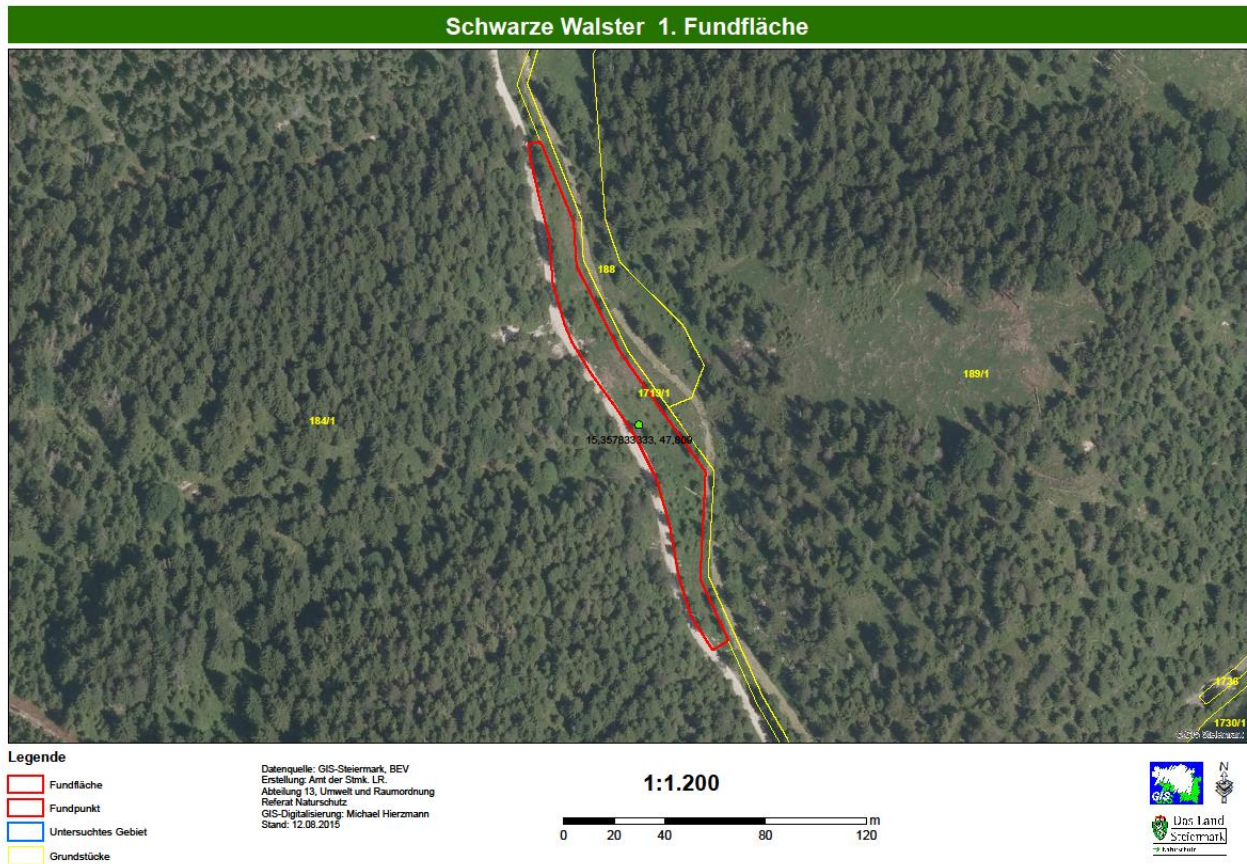 Schwarze Walster 1. Fundfläche
188
189/1
1713/1
184/1
15,357833333, 47,809
1736
1730/1
GIS Steiermark
Legende
Fundfläche
Fundpunkt
Untersuchtes Gebiet
Grundstücke
Datenquelle: GIS-Steiermark, BEV
Erstellung: Amt der Stmk. LR.
Abteilung 13, Umwelt und Raumordnung
Referat Naturschutz
GIS-Digitalisierung: Michael Hierzmann
Stand: 12.08.2015
1:1.200
0 20 40 80 120 m
GIS
N
Das Land
Steiermark
→ Naturschutz